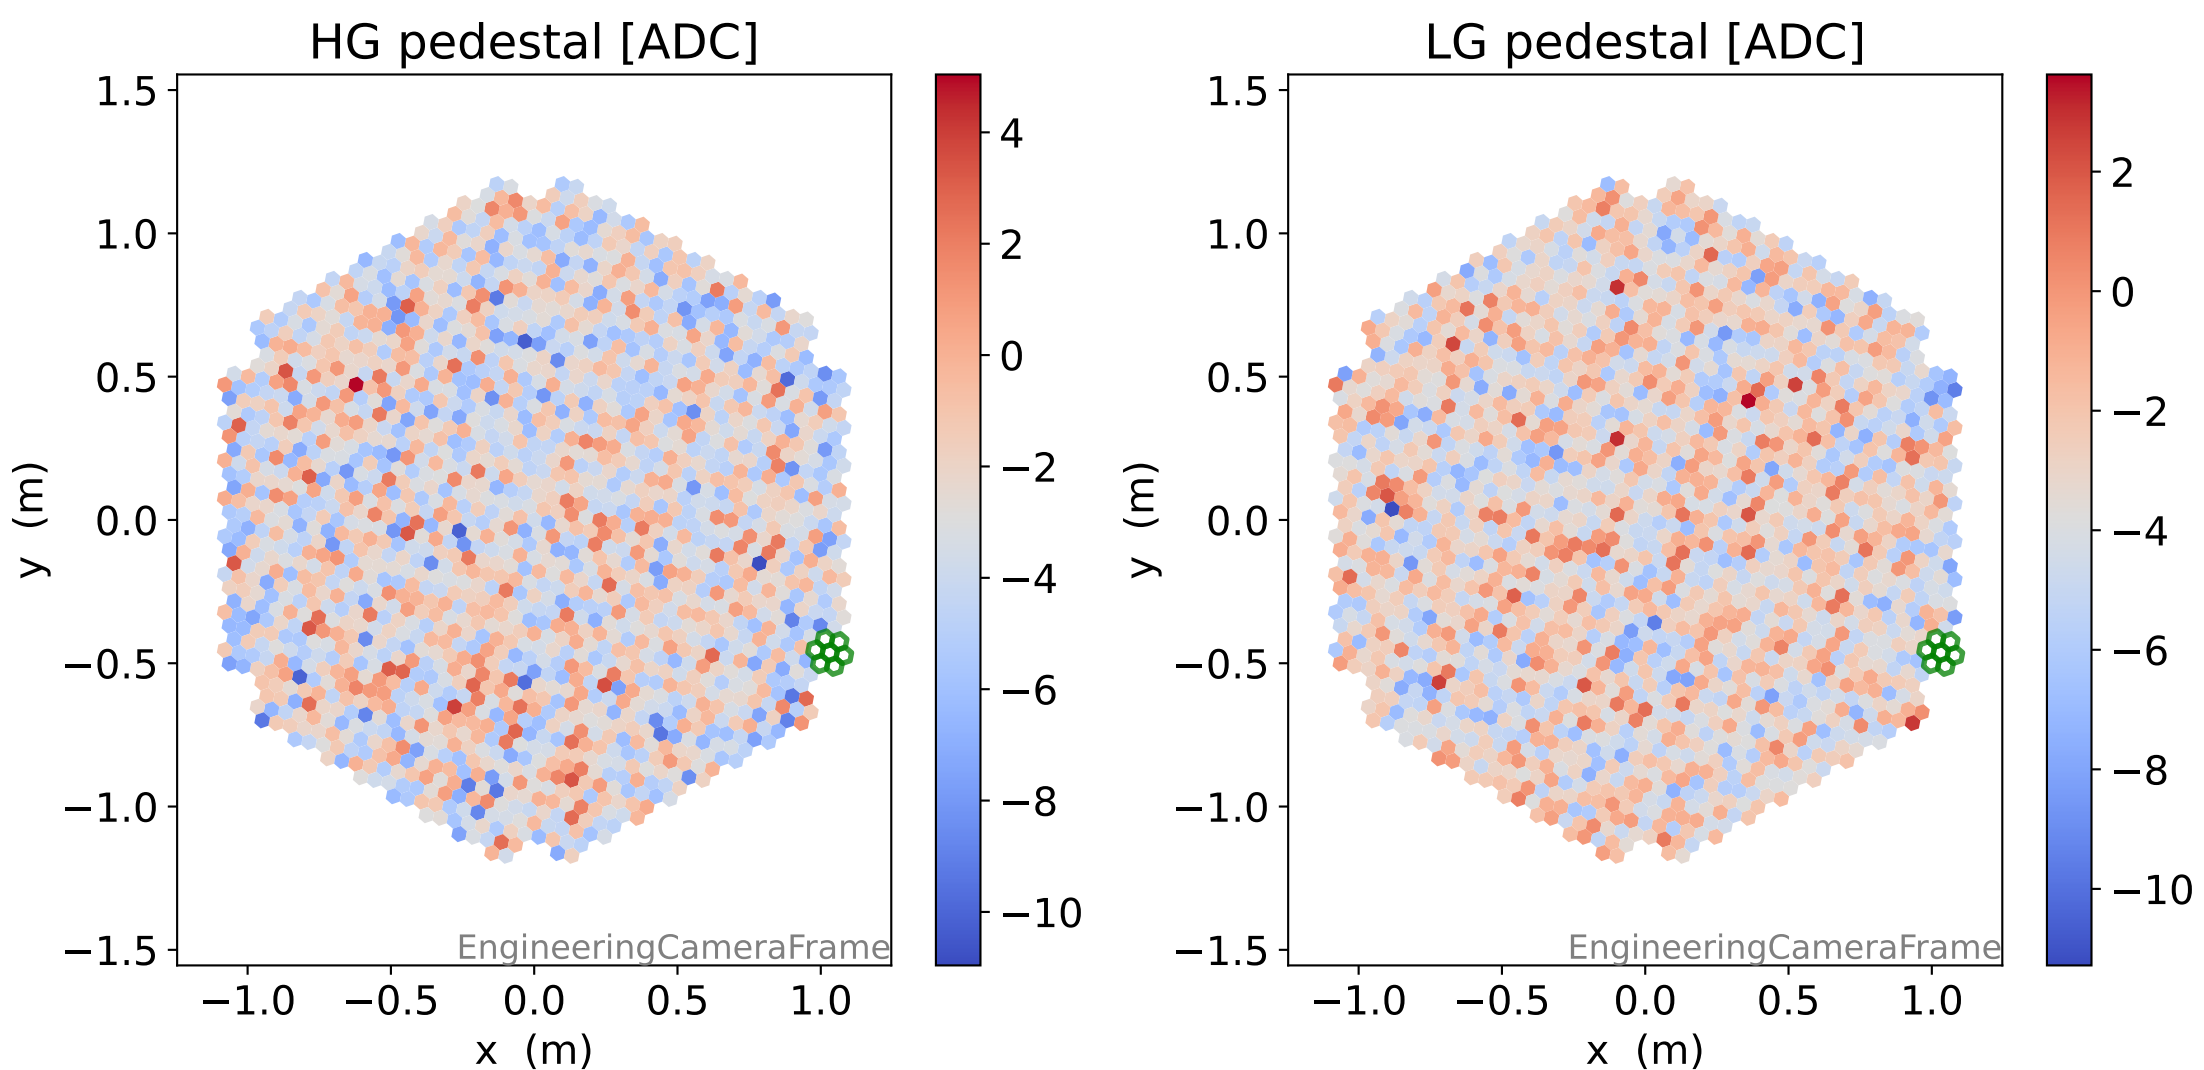 HG pedestal [ADC]
1.5
1.0
0.5
0.0
−0.5
−1.0
−1.5
y (m)
−1.0 −0.5 0.0 0.5 1.0
x (m)
EngineeringCameraFrame
4
2
0
−2
−4
−6
−8
−10
LG pedestal [ADC]
1.5
1.0
0.5
0.0
−0.5
−1.0
−1.5
y (m)
−1.0 −0.5 0.0 0.5 1.0
x (m)
EngineeringCameraFrame
2
0
−2
−4
−6
−8
−10